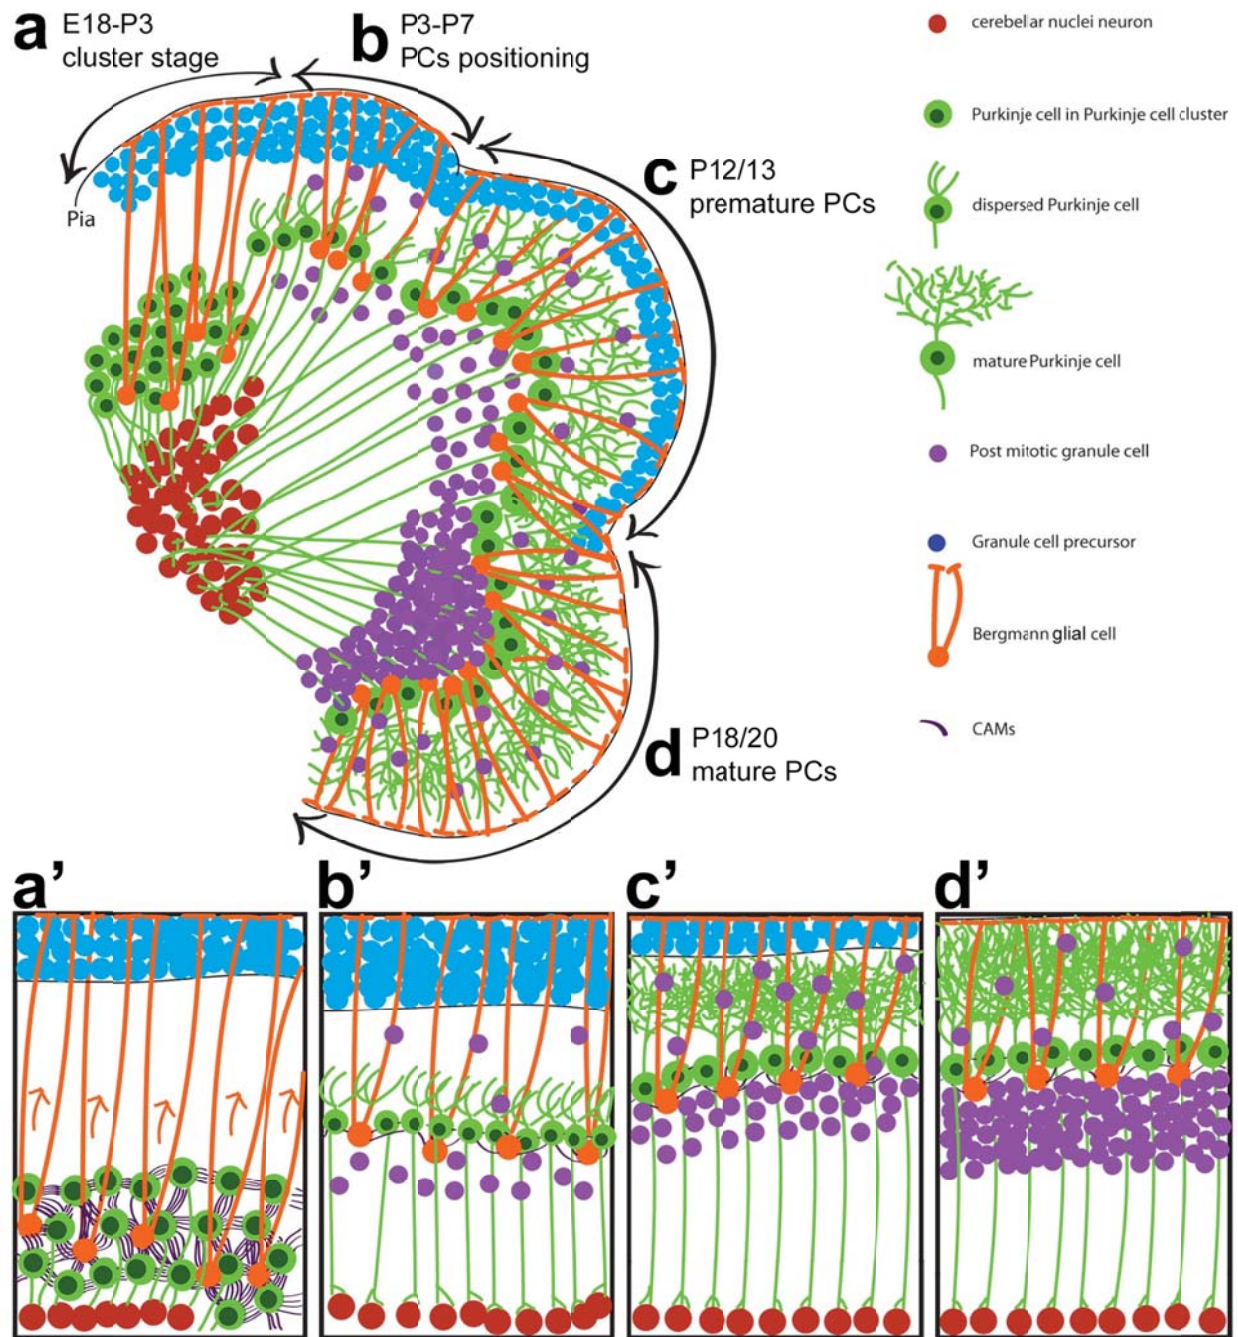 a E18-P3
cluster stage
b P3-P7
PCs positioning
Pia
c P12/13
premature PCs
d P18/20
mature PCs
cerebellar nuclei neuron
Purkinje cell in Purkinje cell cluster
dispersed Purkinje cell
mature Purkinje cell
Post mitotic granule cell
Granule cell precursor
Bergmann glial cell
CAMs
a’
b’
c’
d’